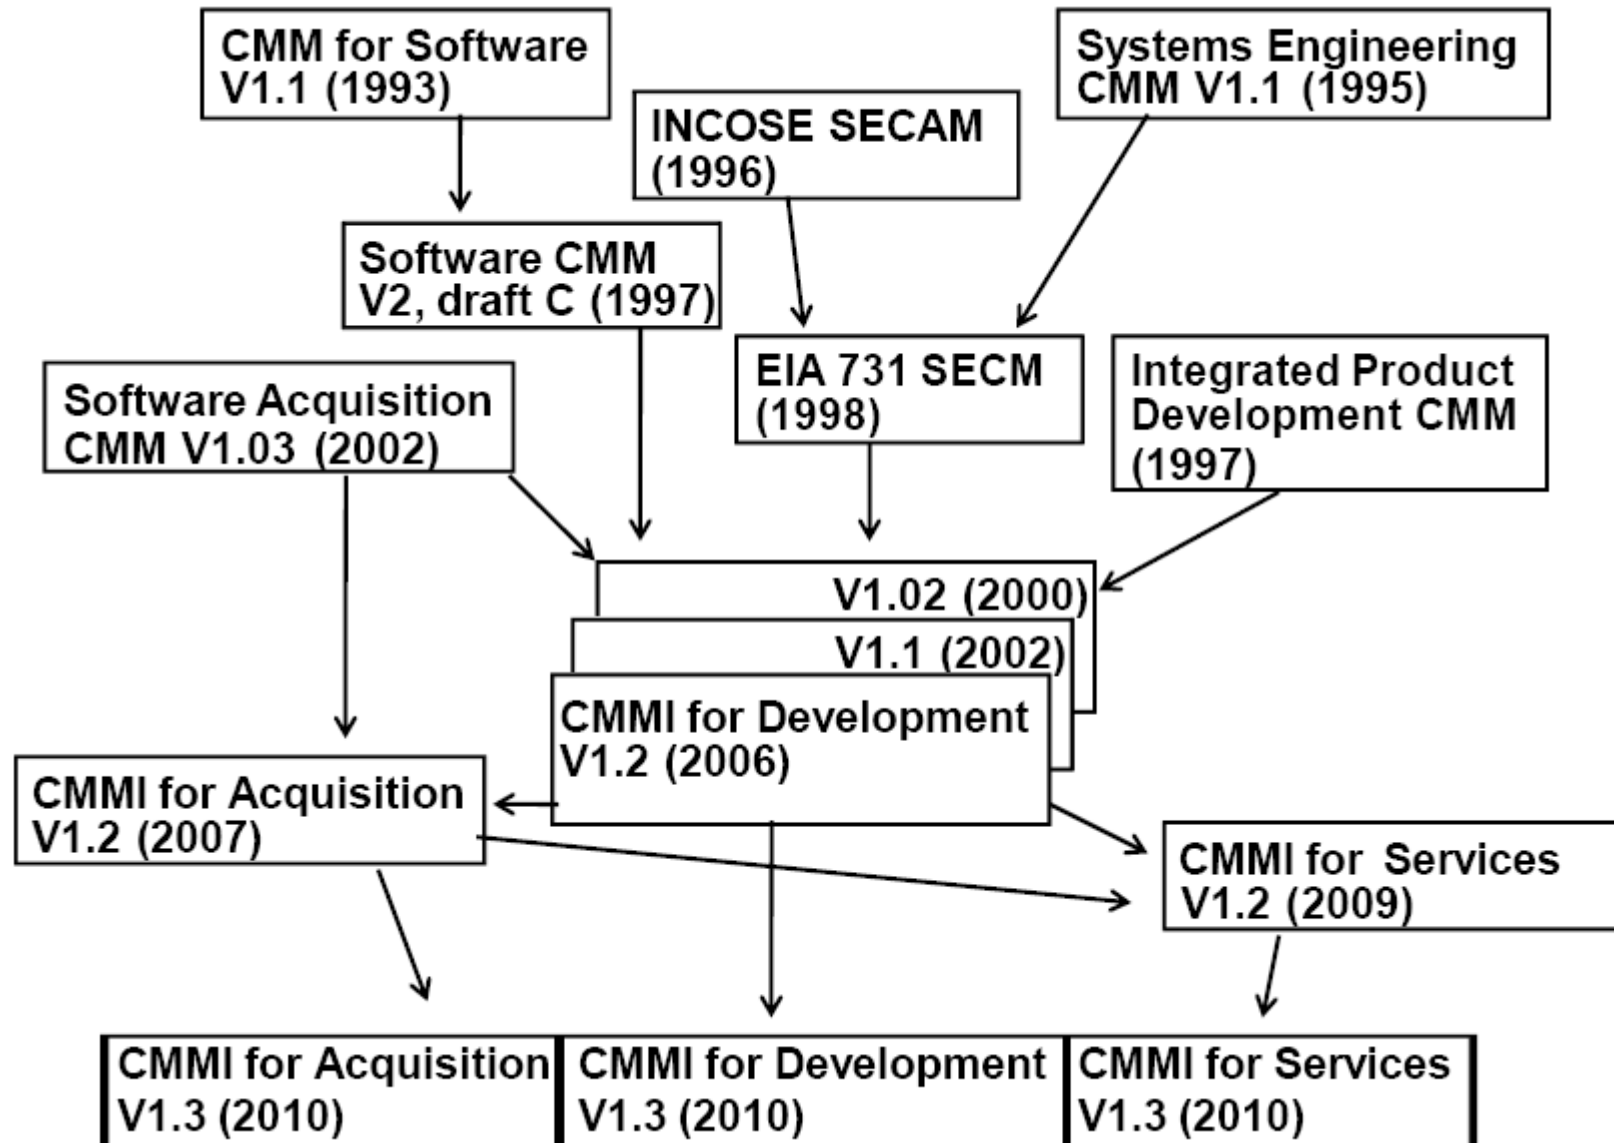 CMM for Software
V1.1 (1993)
Systems Engineering
CMM V1.1 (1995)
INCOSE SECAM
(1996)
Software CMM
V2, draft C (1997)
EIA 731 SECM
(1998)
Integrated Product
Development CMM
(1997)
Software Acquisition
CMM V1.03 (2002)
V1.02 (2000)
V1.1 (2002)
CMMI for Development
V1.2 (2006)
CMMI for Acquisition
V1.2 (2007)
CMMI for Services
V1.2 (2009)
CMMI for Acquisition
V1.3 (2010)
CMMI for Development
V1.3 (2010)
CMMI for Services
V1.3 (2010)